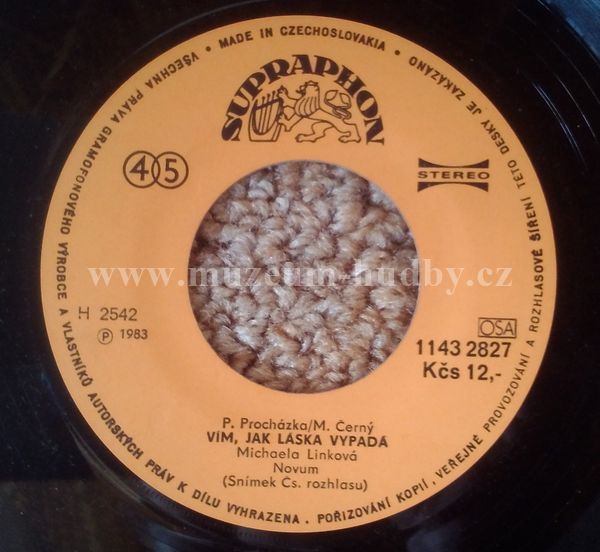 VŠECHNA PRÁVA GRAMOFONOVÉHO VÝROBCE A VLASTNÍKŮ AUTORSKÝCH PRÁV K DÍLU VYHRAZENA . POŘIZOVÁNÍ KOPIÍ, VEŘEJNÉ PROVOZOVÁNÍ A ROZHLASOVÉ ŠÍŘENÍ TÉTO DESKY JE ZAKÁZÁNO • MADE IN CZECHOSLOVAKIA •
SUPRAPHON
45
STEREO
www.muzeum-hudby.cz
H 2542
Ⓟ 1983
OSA
1143 2827
Kčs 12,-
P. Procházka/M. Černý
VÍM, JAK LÁSKA VYPADÁ
Michaela Linková
Novum
(Snímek Čs. rozhlasu)